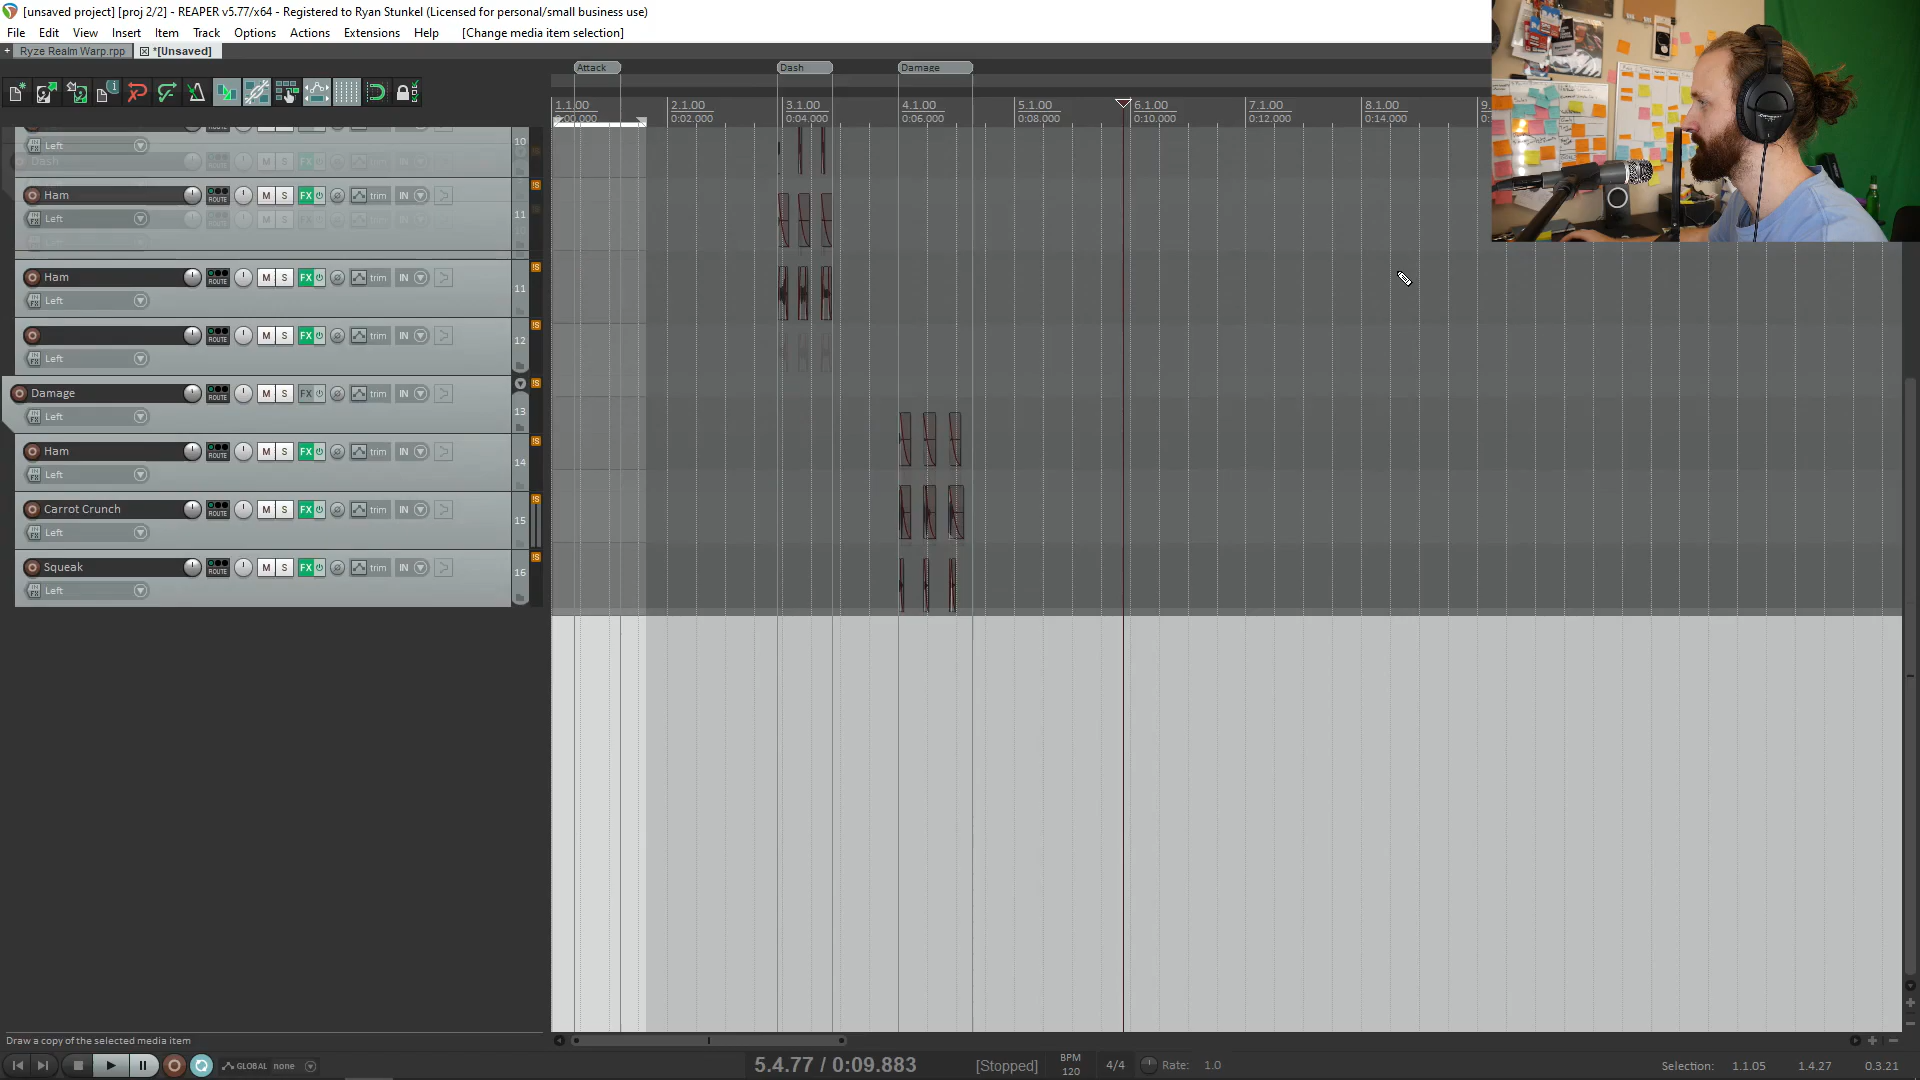 [unsaved project] [proj 2/2] - REAPER v5.77/x64 - Registered to Ryan Stunkel (Licensed for personal/small business use)
File Edit View Insert Item Track Options Actions Extensions Help [Change media item selection]
+ Ryze Realm Warp.rpp *[Unsaved]
Attack Dash Damage
1.1.00 2.1.00 3.1.00 4.1.00 5.1.00 6.1.00 7.1.00 8.1.00 9.
0:00.000 0:02.000 0:04.000 0:06.000 0:08.000 0:10.000 0:12.000 0:14.000 0:
Left 10
Dash M S FX
Ham ROUTE M S FX trim IN
Left 11
Ham ROUTE M S FX trim IN
Left 11
ROUTE M S FX trim IN
Left 12
Damage ROUTE M S FX trim IN
Left 13
Ham ROUTE M S FX trim IN
Left 14
Carrot Crunch ROUTE M S FX trim IN
Left 15
Squeak ROUTE M S FX trim IN
Left 16
Draw a copy of the selected media item
GLOBAL none 5.4.77 / 0:09.883 [Stopped] BPM 120 4/4 Rate: 1.0 Selection: 1.1.05 1.4.27 0.3.21